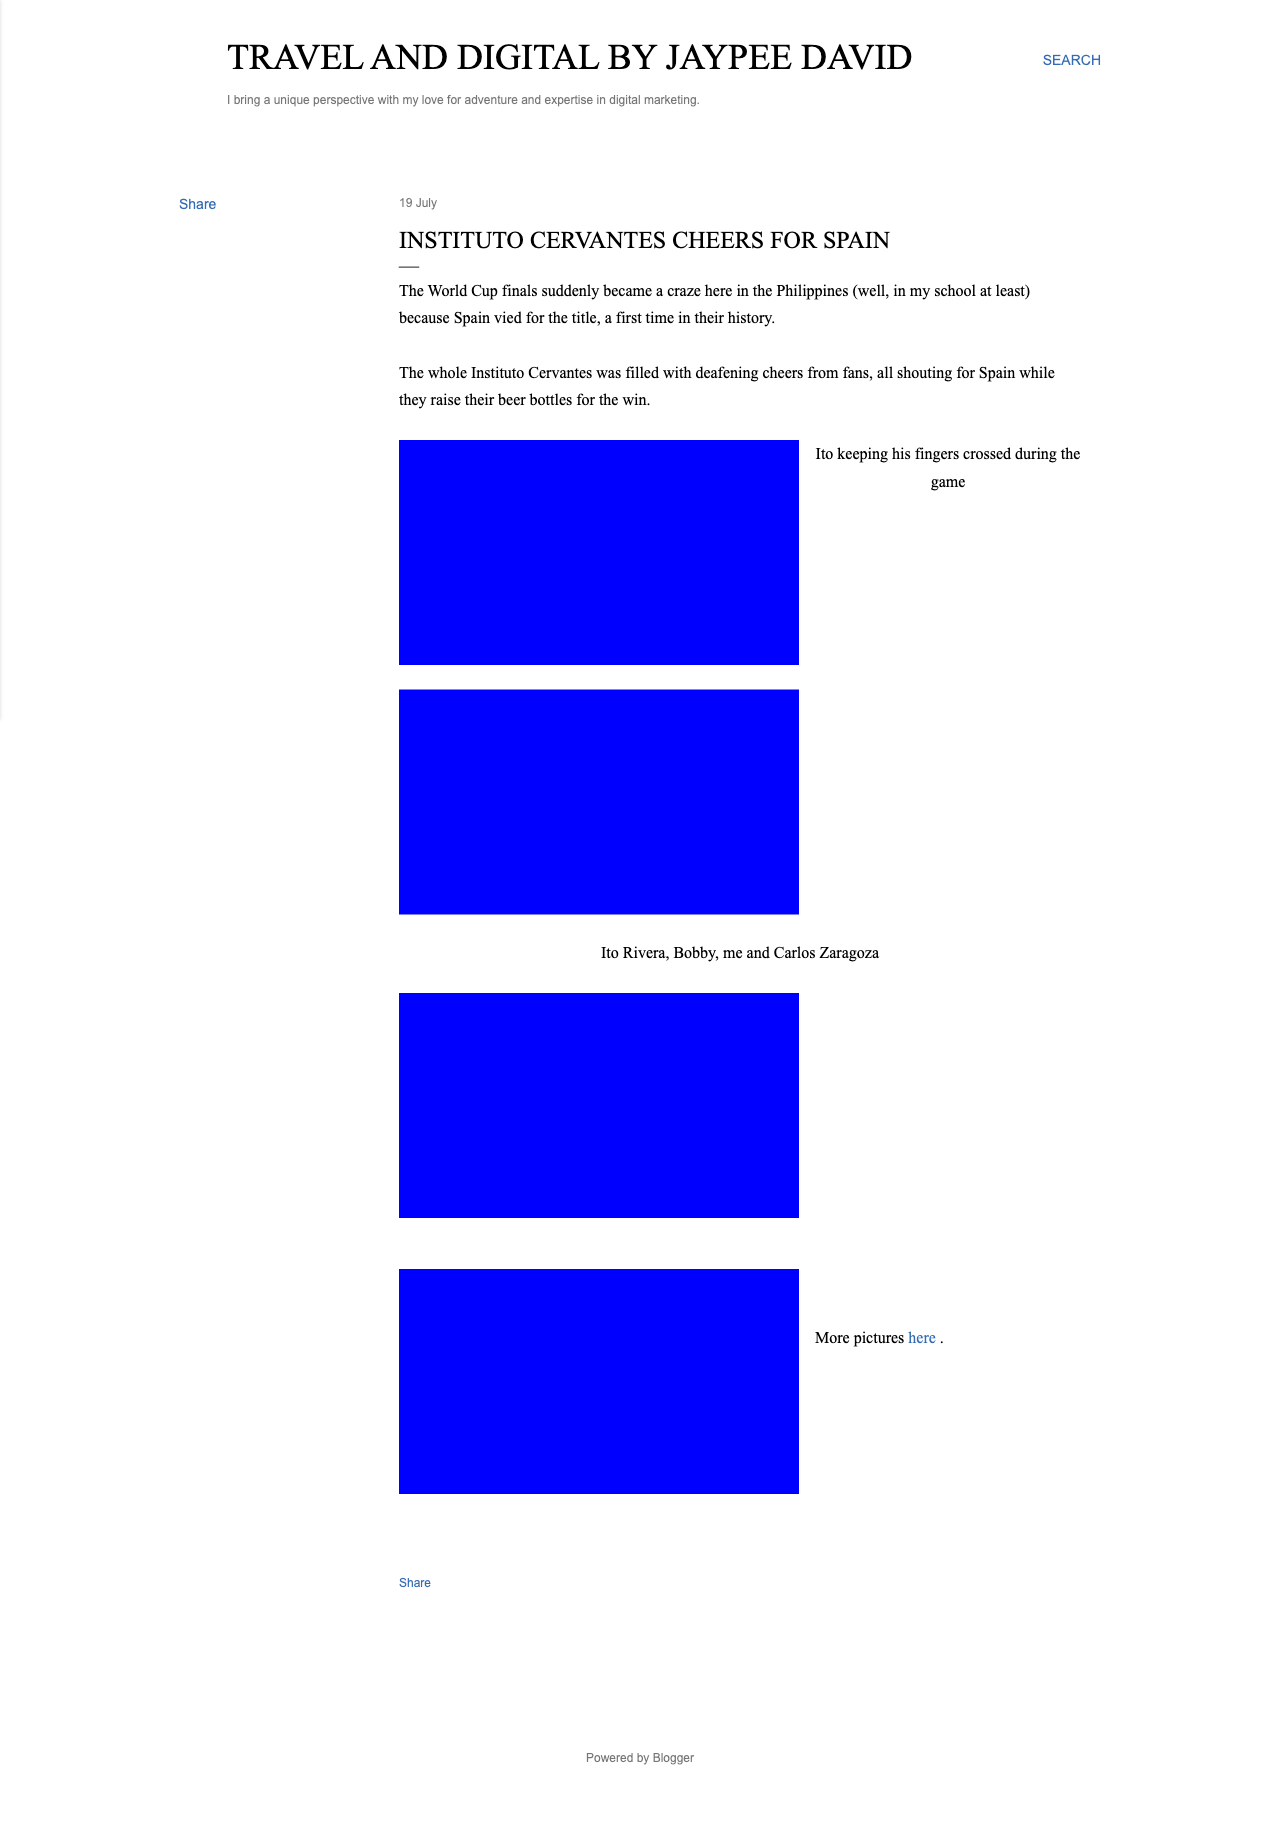 TRAVEL AND DIGITAL BY JAYPEE DAVID
SEARCH
I bring a unique perspective with my love for adventure and expertise in digital marketing.
Share
19 July
INSTITUTO CERVANTES CHEERS FOR SPAIN
The World Cup finals suddenly became a craze here in the Philippines (well, in my school at least)
because Spain vied for the title, a first time in their history.
The whole Instituto Cervantes was filled with deafening cheers from fans, all shouting for Spain while
they raise their beer bottles for the win.
Ito keeping his fingers crossed during the
game
Ito Rivera, Bobby, me and Carlos Zaragoza
More pictures here .
Share
Powered by Blogger